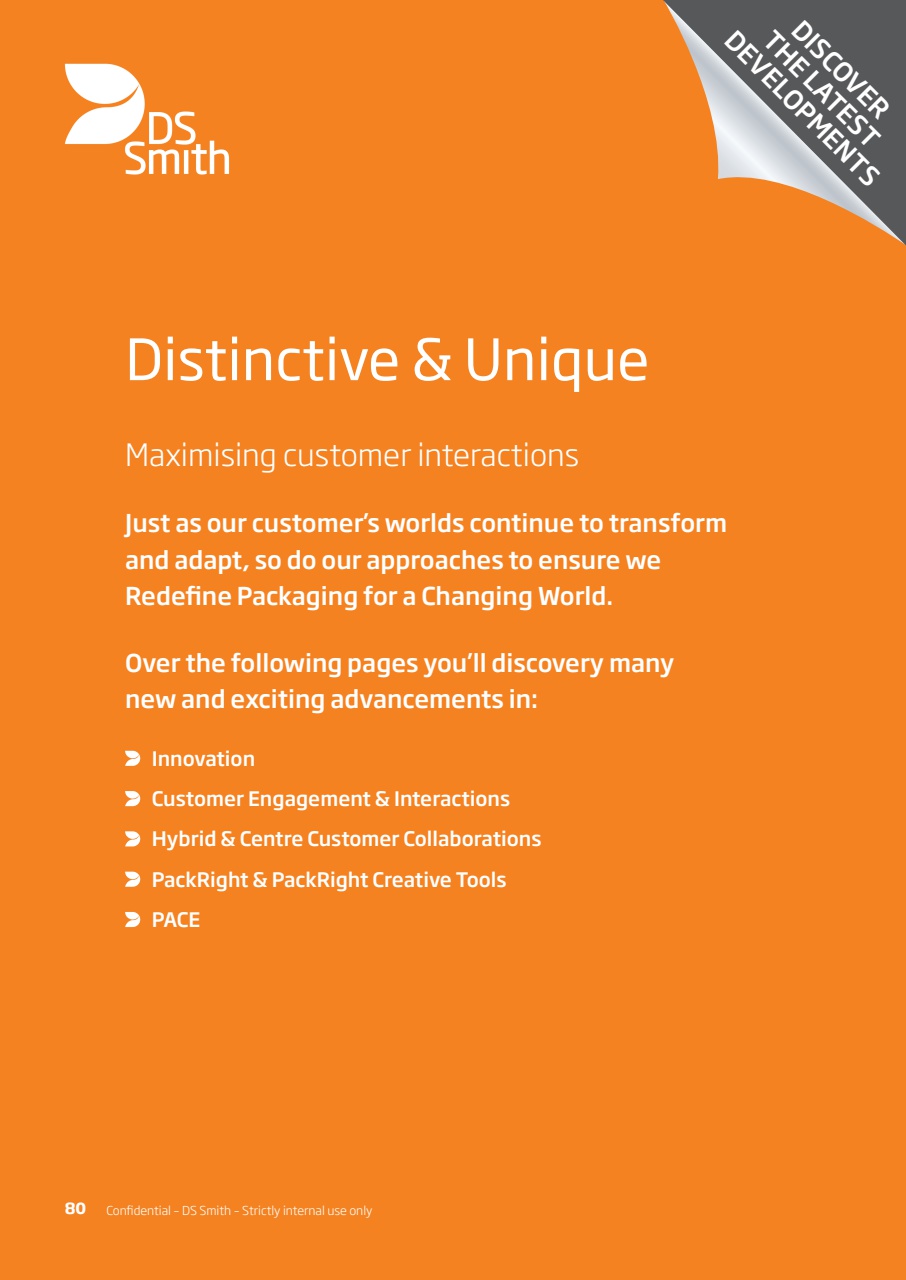 DISCOVER
THE LATEST
DEVELOPMENTS
DS
Smith
Distinctive & Unique
Maximising customer interactions
Just as our customer’s worlds continue to transform
and adapt, so do our approaches to ensure we
Redefine Packaging for a Changing World.
Over the following pages you’ll discovery many
new and exciting advancements in:
Innovation
Customer Engagement & Interactions
Hybrid & Centre Customer Collaborations
PackRight & PackRight Creative Tools
PACE
80 Confidential – DS Smith – Strictly internal use only